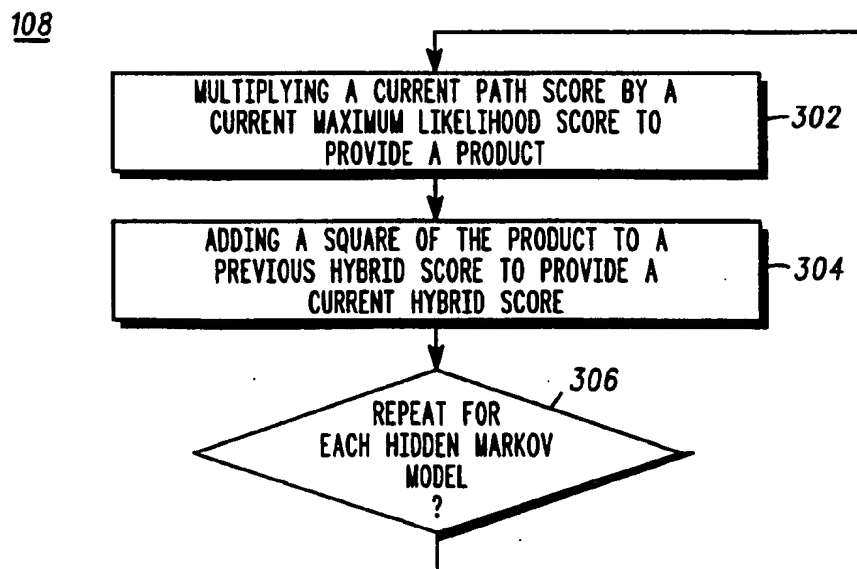 108
MULTIPLYING A CURRENT PATH SCORE BY A
CURRENT MAXIMUM LIKELIHOOD SCORE TO
PROVIDE A PRODUCT
302
ADDING A SQUARE OF THE PRODUCT TO A
PREVIOUS HYBRID SCORE TO PROVIDE A
CURRENT HYBRID SCORE
304
306
REPEAT FOR
EACH HIDDEN MARKOV
MODEL
?